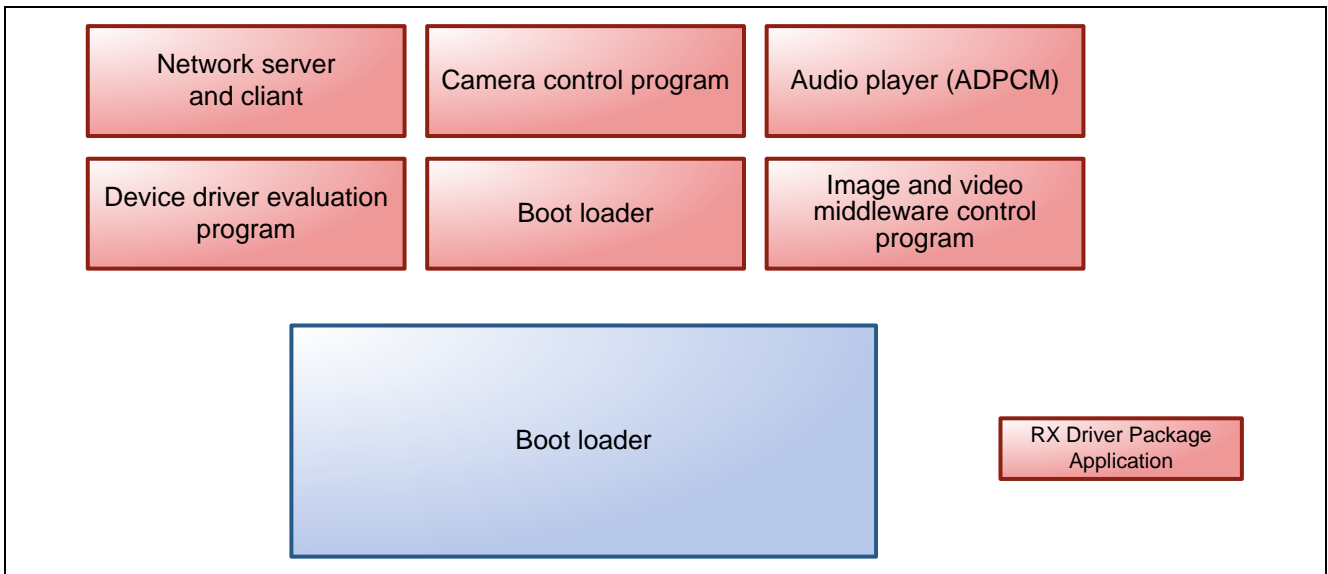 Network server
and cliant
Camera control program
Audio player (ADPCM)
Device driver evaluation
program
Boot loader
Image and video
middleware control
program
Boot loader
RX Driver Package
Application